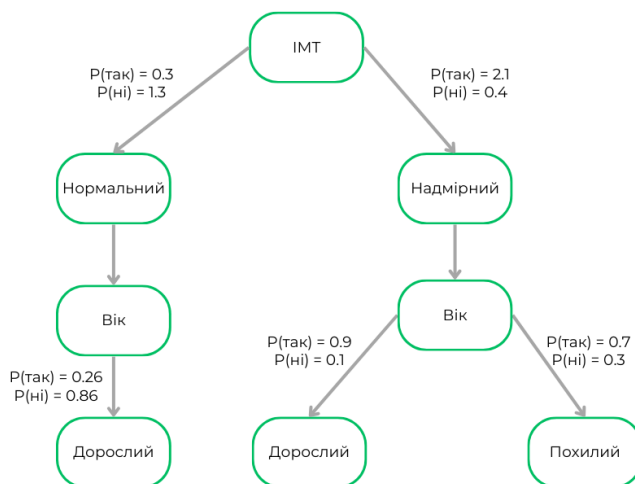 ІМТ
P(так) = 0.3
P(ні) = 1.3
P(так) = 2.1
P(ні) = 0.4
Нормальний
Надмірний
Вік
Вік
P(так) = 0.26
P(ні) = 0.86
P(так) = 0.9
P(ні) = 0.1
P(так) = 0.7
P(ні) = 0.3
Дорослий
Дорослий
Похилий